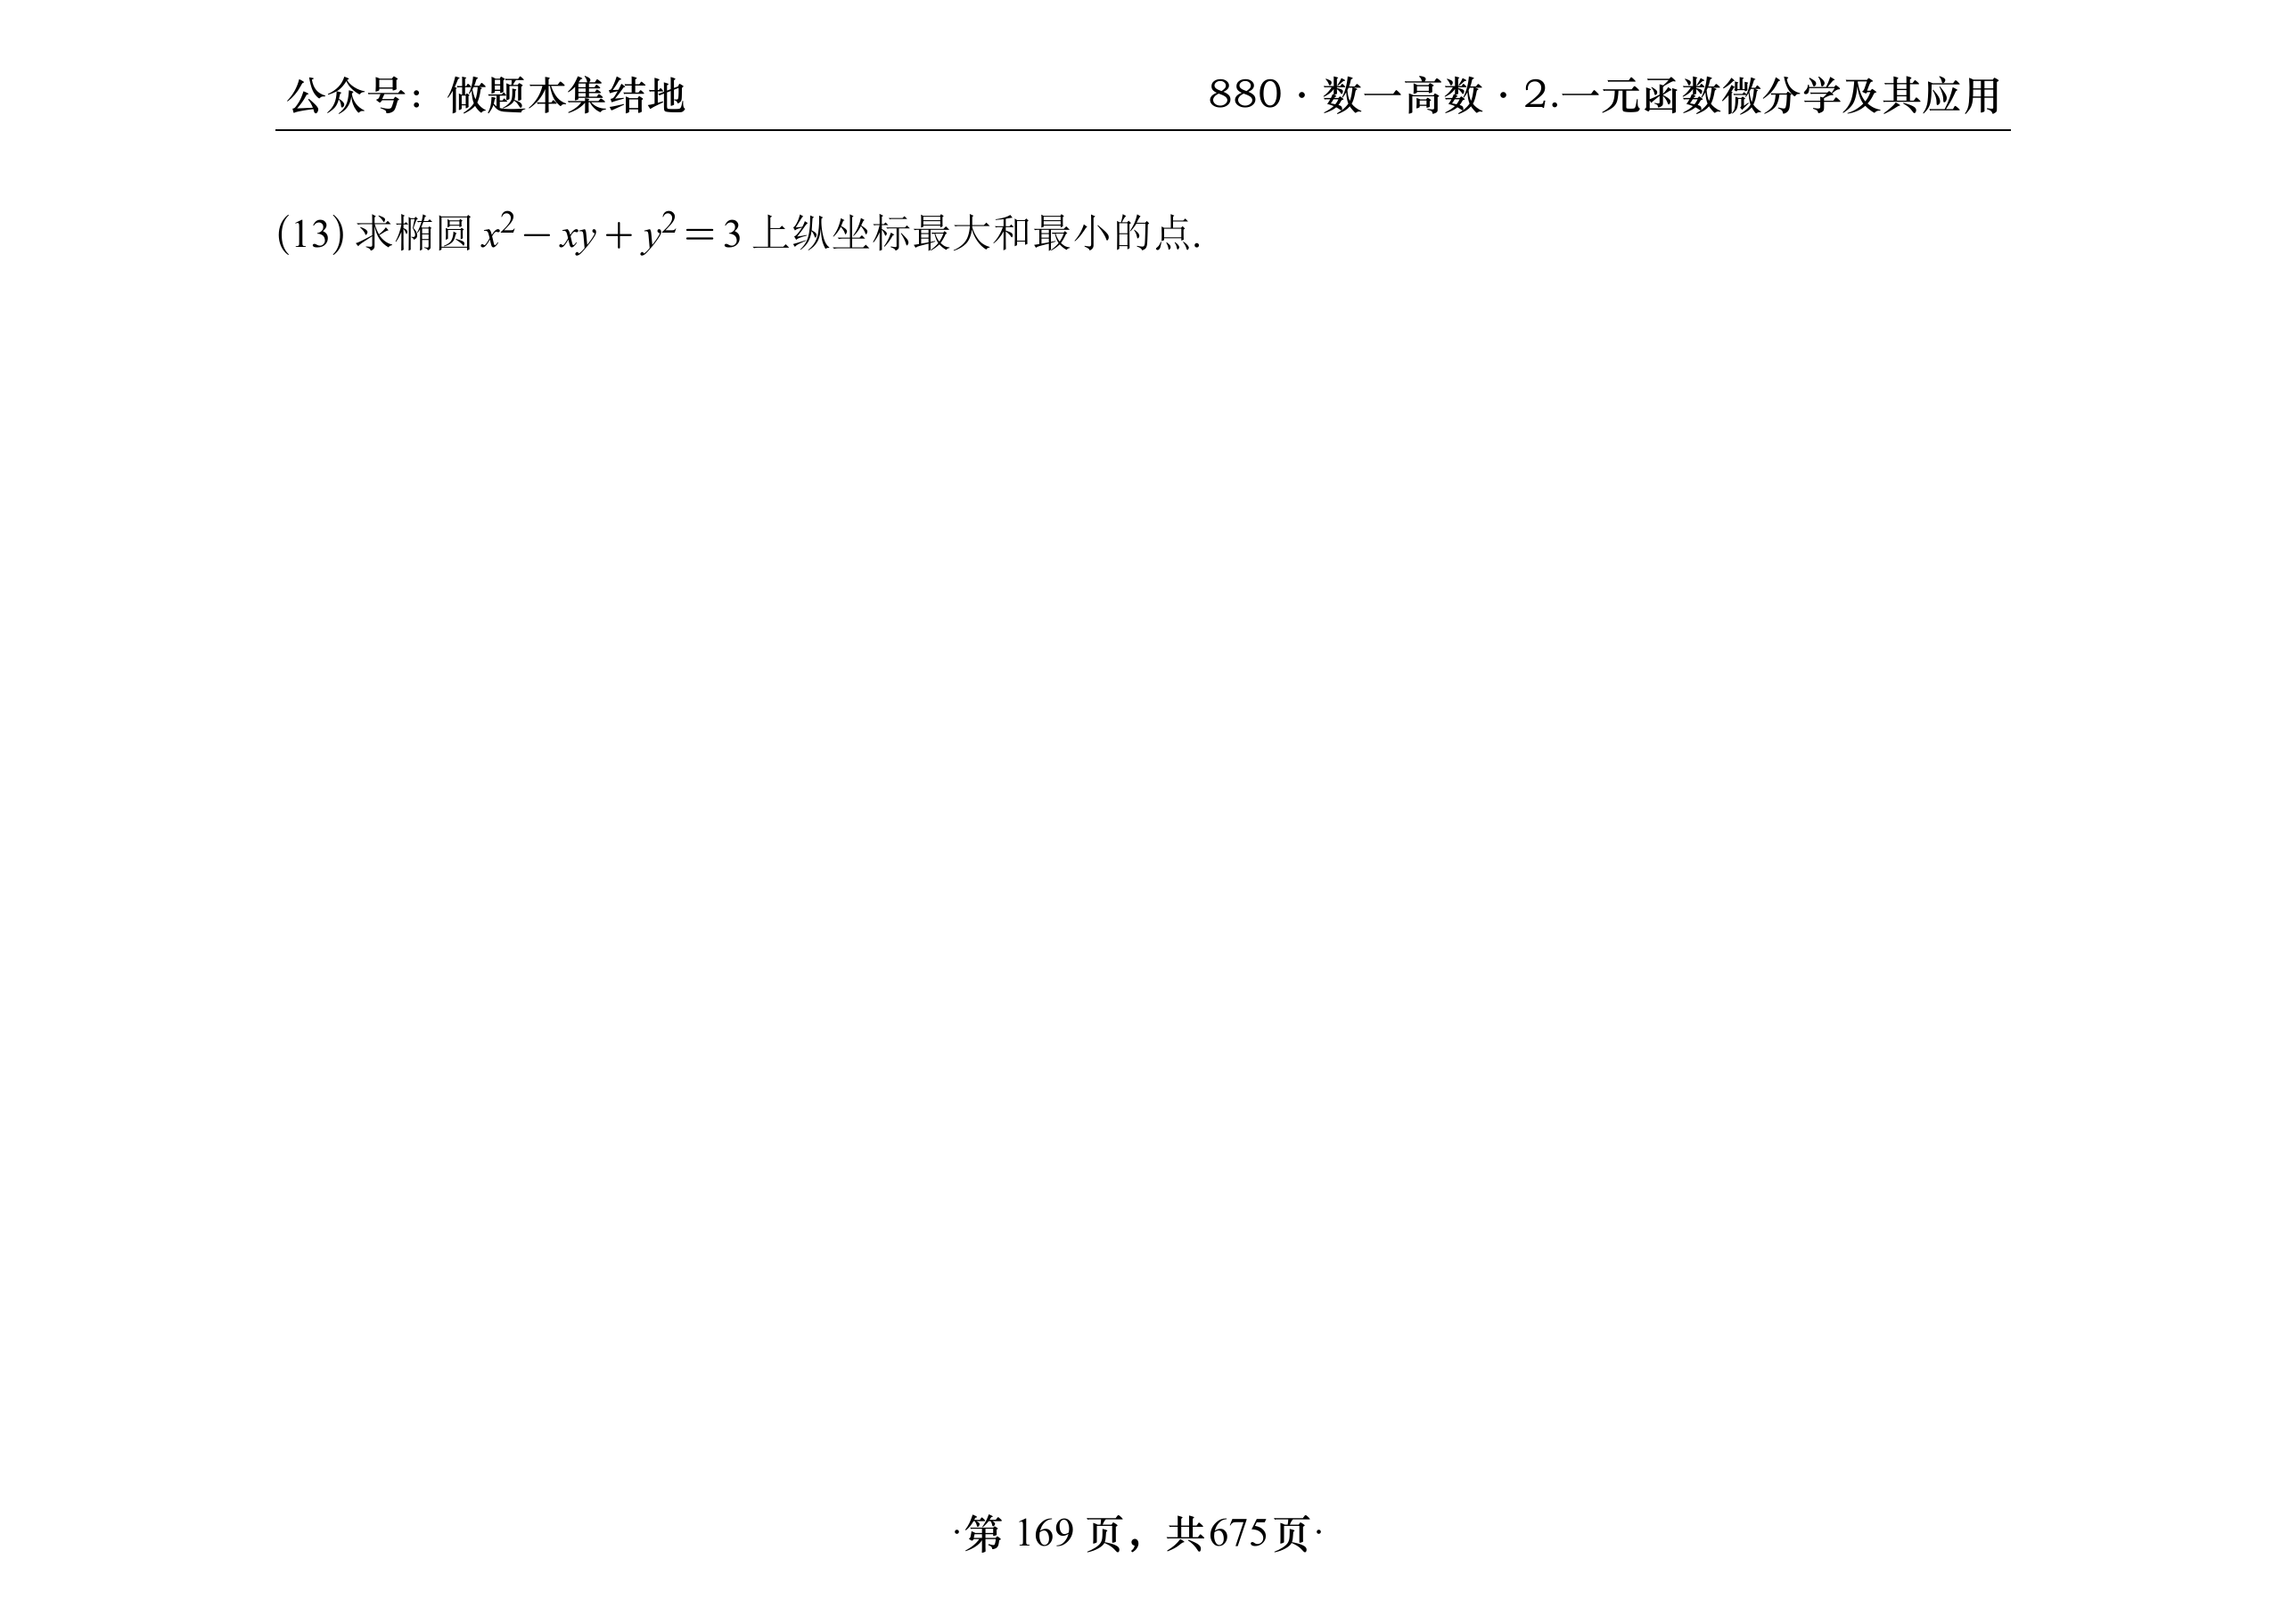 公众号：做题本集结地
880·数一高数·2.一元函数微分学及其应用
(13) 求椭圆 x² − xy + y² = 3 上纵坐标最大和最小的点.
·第 169 页，共675页·